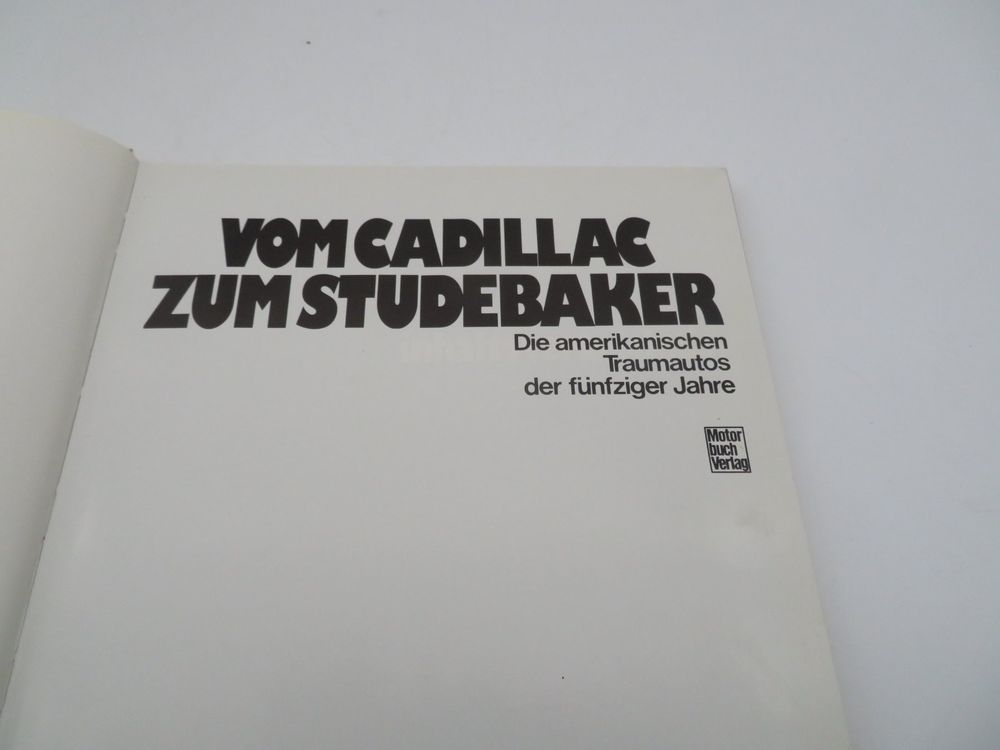 VOM CADILLAC
ZUM STUDEBAKER
Die amerikanischen
Traumautos
der fünfziger Jahre
Motor
buch
Verlag